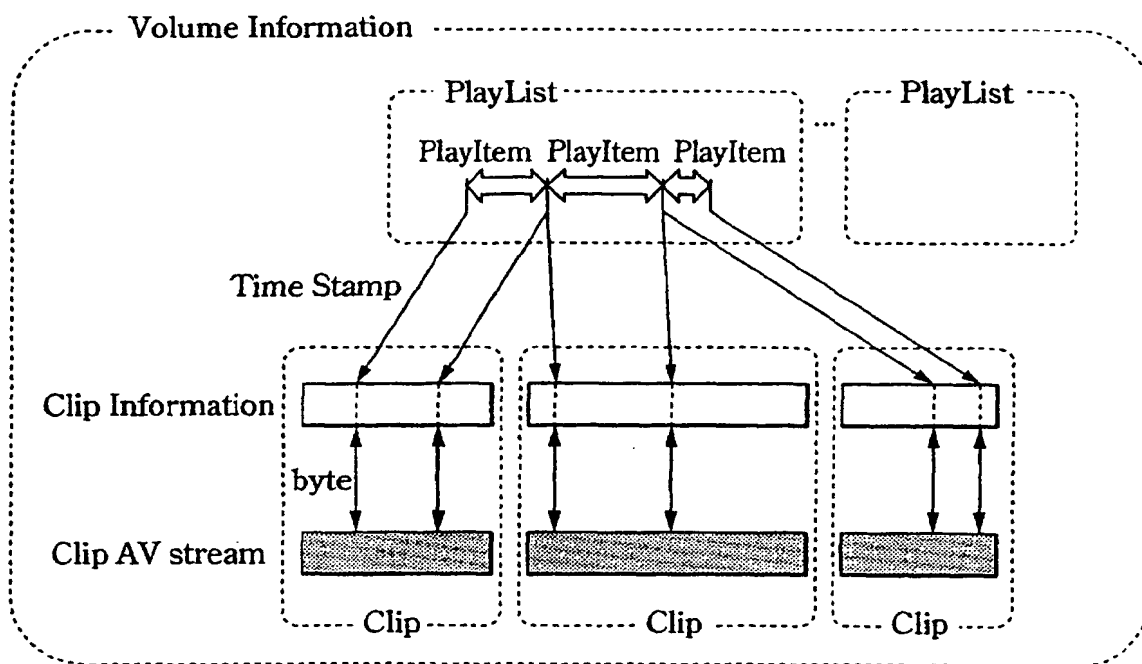 Volume Information
PlayList
...
PlayList
PlayItem PlayItem PlayItem
Time Stamp
Clip Information
byte
Clip AV stream
Clip
Clip
Clip